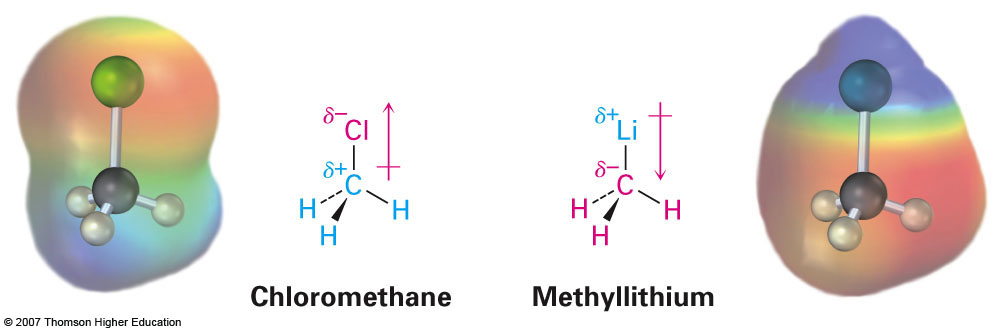 δ−
Cl
δ+
C
H
H
H
δ+
Li
δ−
C
H
H
H
Chloromethane
Methyllithium
© 2007 Thomson Higher Education